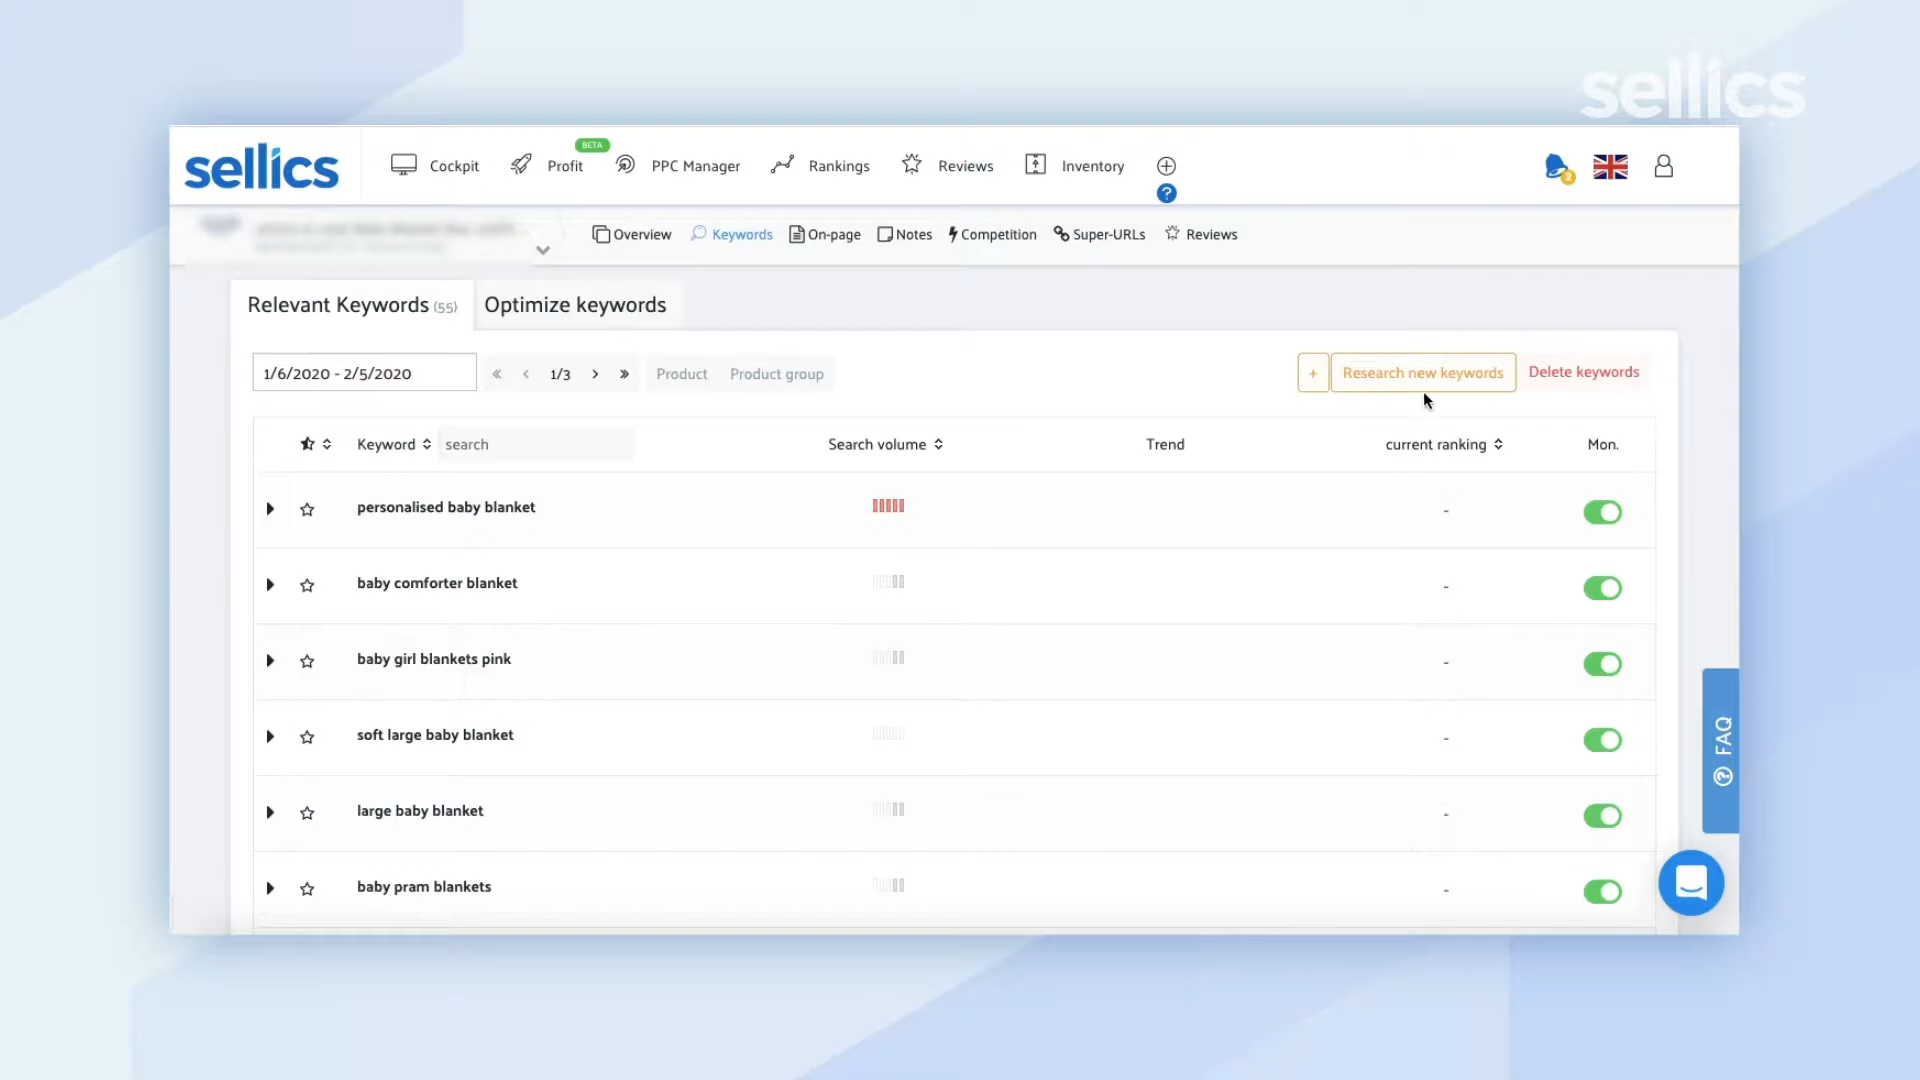 sellics
sellics
Cockpit
Profit
BETA
PPC Manager
Rankings
Reviews
Inventory
?
2
Overview
Keywords
On-page
Notes
Competition
Super-URLs
Reviews
Relevant Keywords (55)
Optimize keywords
1/6/2020 - 2/5/2020
« ‹ 1/3 › »
Product
Product group
+
Research new keywords
Delete keywords
Keyword
search
Search volume
Trend
current ranking
Mon.
personalised baby blanket
-
baby comforter blanket
-
baby girl blankets pink
-
soft large baby blanket
-
large baby blanket
-
baby pram blankets
-
? FAQ